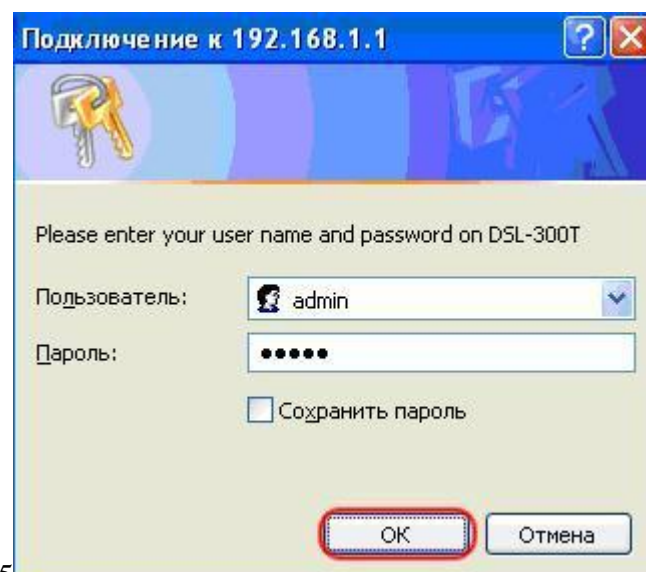 Подключение к 192.168.1.1
Please enter your user name and password on DSL-300T
Пользователь: admin
Пароль: •••••
Сохранить пароль
OK Отмена
5